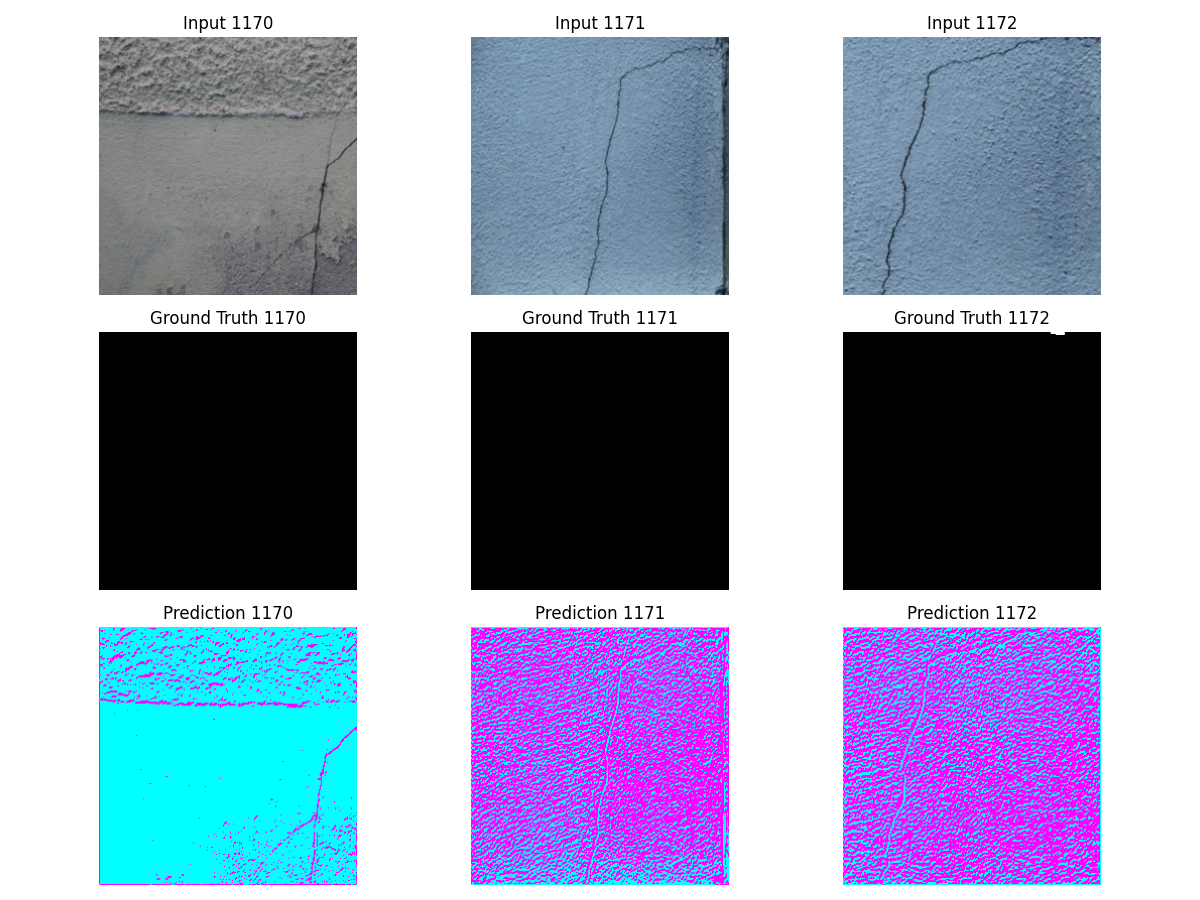 Input 1170
Input 1171
Input 1172
Ground Truth 1170
Ground Truth 1171
Ground Truth 1172
Prediction 1170
Prediction 1171
Prediction 1172